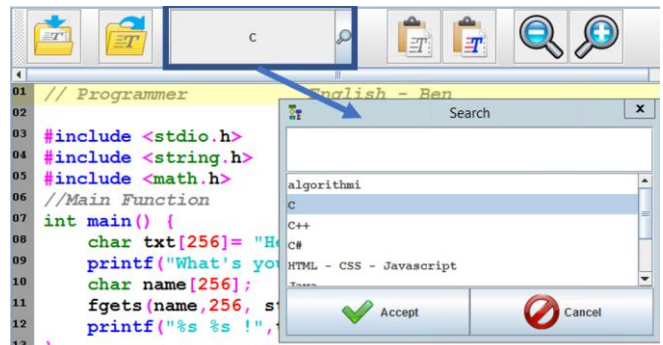 C
01 // Programmer English - Ben
02
03 #include <stdio.h>
04 #include <string.h>
05 #include <math.h>
06 //Main Function
07 int main() {
08 char txt[256]= "He
09 printf("What's you
10 char name[256];
11 fgets(name,256, st
12 printf("%s %s !",
13 }
Search
x
algorithmi
C
C++
C#
HTML - CSS - Javascript
Java
Accept
Cancel